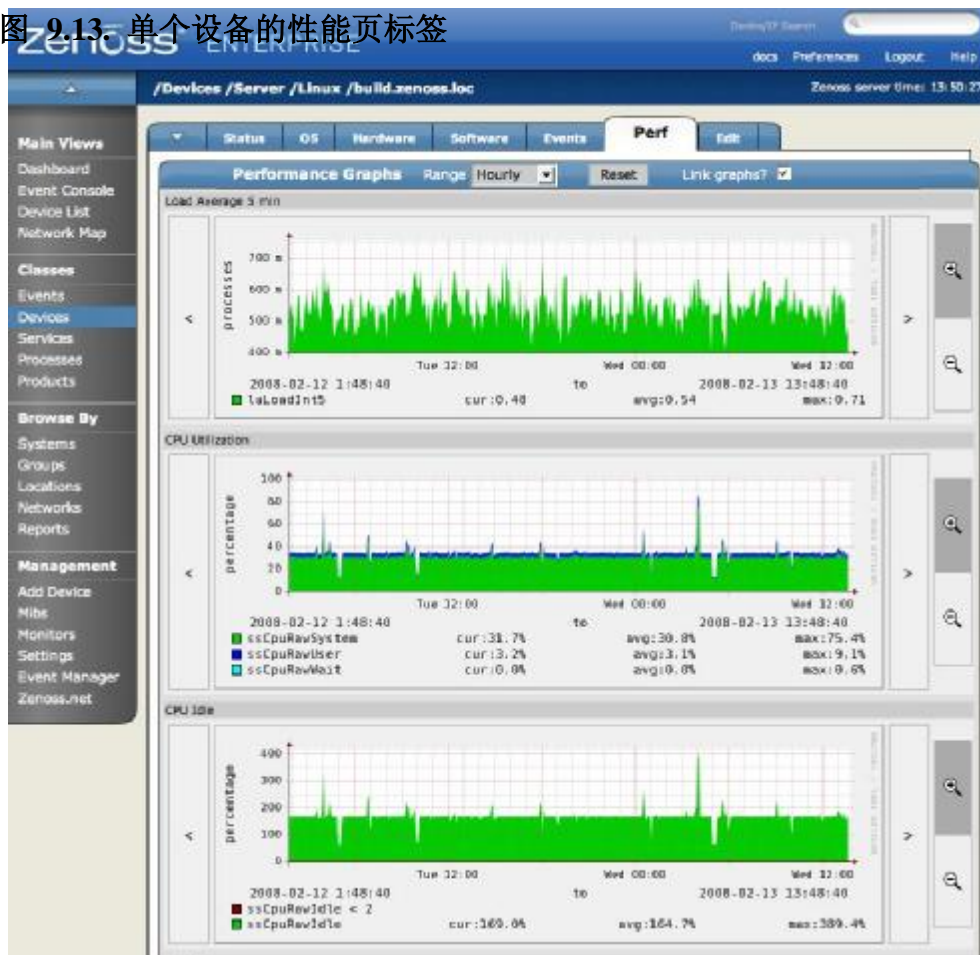 图 9.13. 单个设备的性能页标签
Zenoss ENTERPRISE
Device/IP Search
docs Preferences Logout Help
/Devices /Server /Linux /build.zenoss.loc
Zenoss server time: 13:50:27
Main Views
Dashboard
Event Console
Device List
Network Map
Classes
Events
Devices
Services
Processes
Products
Browse By
Systems
Groups
Locations
Networks
Reports
Management
Add Device
Mibs
Monitors
Settings
Event Manager
Zenoss.net
Status OS Hardware Software Events Perf Edit
Performance Graphs Range Hourly Reset Link graphs?
Load Average 5 min
processes
700 m
600 m
500 m
400 m
Tue 12:00 Wed 00:00 Wed 12:00
2008-02-12 1:48:40 to 2008-02-13 13:48:40
laLoadInt5 cur:0.48 avg:0.54 max:0.71
< >
CPU Utilization
percentage
100
80
60
40
20
0
Tue 12:00 Wed 00:00 Wed 12:00
2008-02-12 1:48:40 to 2008-02-13 13:48:40
ssCpuRawSystem cur:31.7% avg:30.8% max:75.4%
ssCpuRawUser cur:3.2% avg:3.1% max:9.1%
ssCpuRawWait cur:0.0% avg:0.0% max:0.6%
< >
CPU Idle
percentage
400
300
200
100
0
Tue 12:00 Wed 00:00 Wed 12:00
2008-02-12 1:48:40 to 2008-02-13 13:48:40
ssCpuRawIdle < 2
ssCpuRawIdle cur:169.0% avg:164.7% max:389.4%
< >